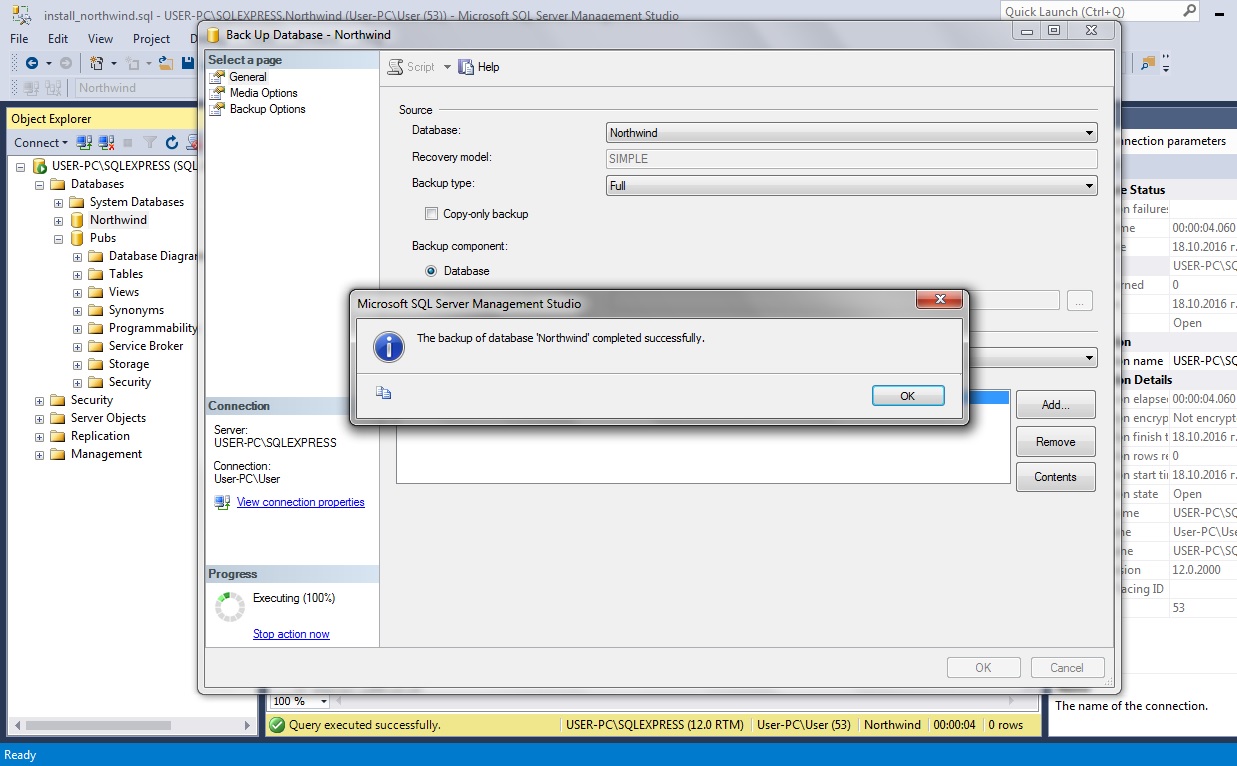 install_northwind.sql - USER-PC\SQLEXPRESS.Northwind (User-PC\User (53)) - Microsoft SQL Server Management Studio
Quick Launch (Ctrl+Q)
File Edit View Project
Northwind
Object Explorer
Connect
USER-PC\SQLEXPRESS (SQL
Databases
System Databases
Northwind
Pubs
Database Diagra
Tables
Views
Synonyms
Programmability
Service Broker
Storage
Security
Security
Server Objects
Replication
Management
Back Up Database - Northwind
Select a page
General
Media Options
Backup Options
Connection
Server:
USER-PC\SQLEXPRESS
Connection:
User-PC\User
View connection properties
Progress
Executing (100%)
Stop action now
Script Help
Source
Database: Northwind
Recovery model: SIMPLE
Backup type: Full
Copy-only backup
Backup component:
Database
...
Microsoft SQL Server Management Studio
The backup of database 'Northwind' completed successfully.
OK
Add...
Remove
Contents
OK Cancel
nnection parameters
e Status
n failures
me 00:00:04.060
e 18.10.2016 г.
USER-PC\SQ
rned 0
18.10.2016 г.
Open
on
on name USER-PC\SQ
on Details
n elapse 00:00:04.060
n encryp Not encrypt
n finish t 18.10.2016 г.
n rows re 0
n start ti 18.10.2016 г.
n state Open
me USER-PC\SQ
ne User-PC\Use
ne USER-PC\SQ
sion 12.0.2000
acing ID
53
The name of the connection.
100 %
Query executed successfully. USER-PC\SQLEXPRESS (12.0 RTM) User-PC\User (53) Northwind 00:00:04 0 rows
Ready